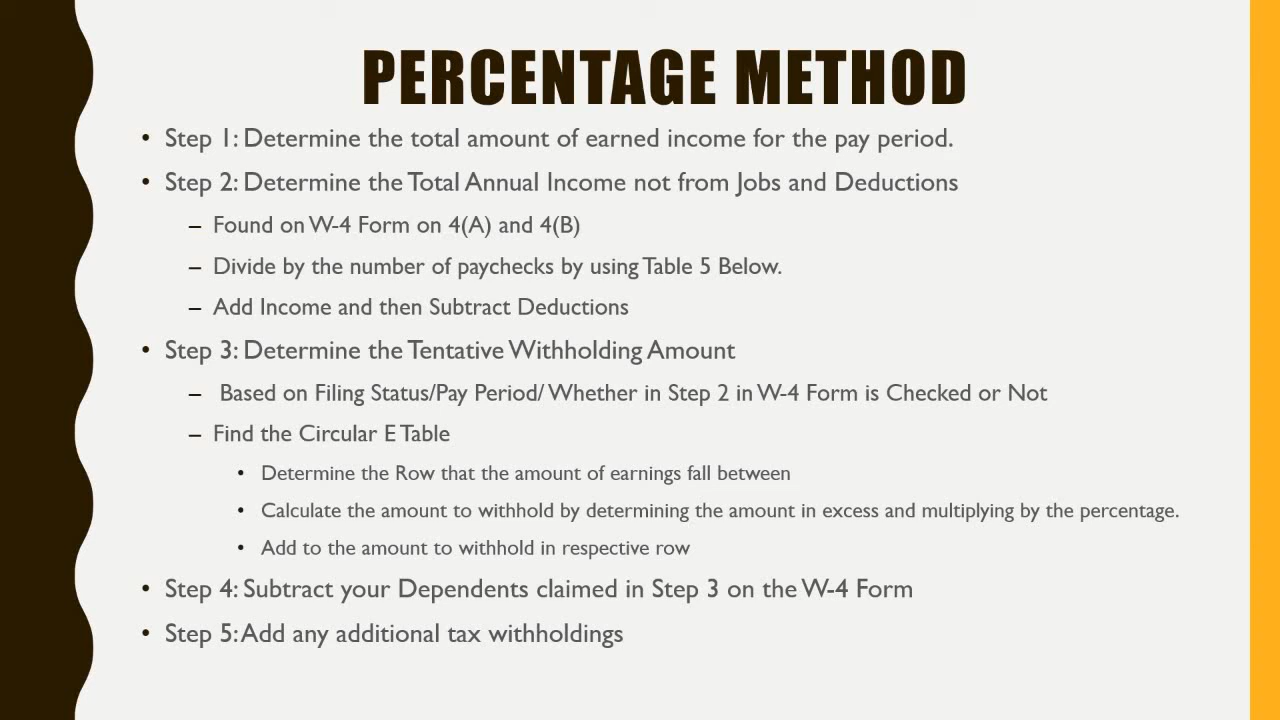 PERCENTAGE METHOD
• Step 1: Determine the total amount of earned income for the pay period.
• Step 2: Determine the Total Annual Income not from Jobs and Deductions
– Found on W-4 Form on 4(A) and 4(B)
– Divide by the number of paychecks by using Table 5 Below.
– Add Income and then Subtract Deductions
• Step 3: Determine the Tentative Withholding Amount
– Based on Filing Status/Pay Period/ Whether in Step 2 in W-4 Form is Checked or Not
– Find the Circular E Table
• Determine the Row that the amount of earnings fall between
• Calculate the amount to withhold by determining the amount in excess and multiplying by the percentage.
• Add to the amount to withhold in respective row
• Step 4: Subtract your Dependents claimed in Step 3 on the W-4 Form
• Step 5: Add any additional tax withholdings